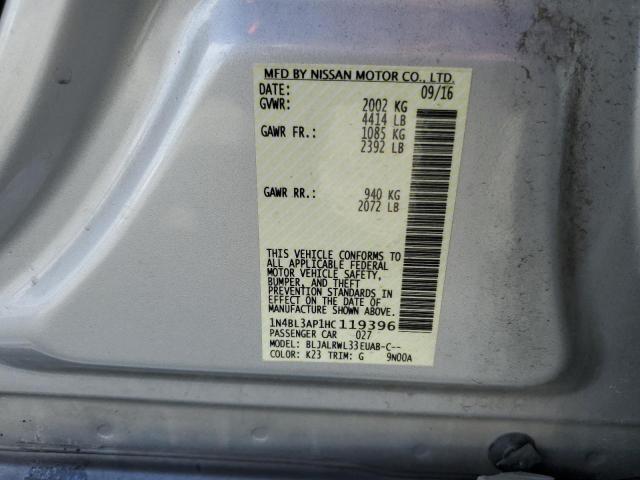 MFD BY NISSAN MOTOR CO., LTD.
DATE: 09/16
GVWR: 2002 KG
4414 LB
GAWR FR.: 1085 KG
2392 LB
GAWR RR.: 940 KG
2072 LB
THIS VEHICLE CONFORMS TO
ALL APPLICABLE FEDERAL
MOTOR VEHICLE SAFETY,
BUMPER, AND THEFT
PREVENTION STANDARDS IN
EFFECT ON THE DATE OF
MANUFACTURE SHOWN ABOVE.
1N4BL3AP1HC119396
PASSENGER CAR 027
MODEL: BLJALRWL33EUAB-C--
COLOR: K23 TRIM: G 9N00A